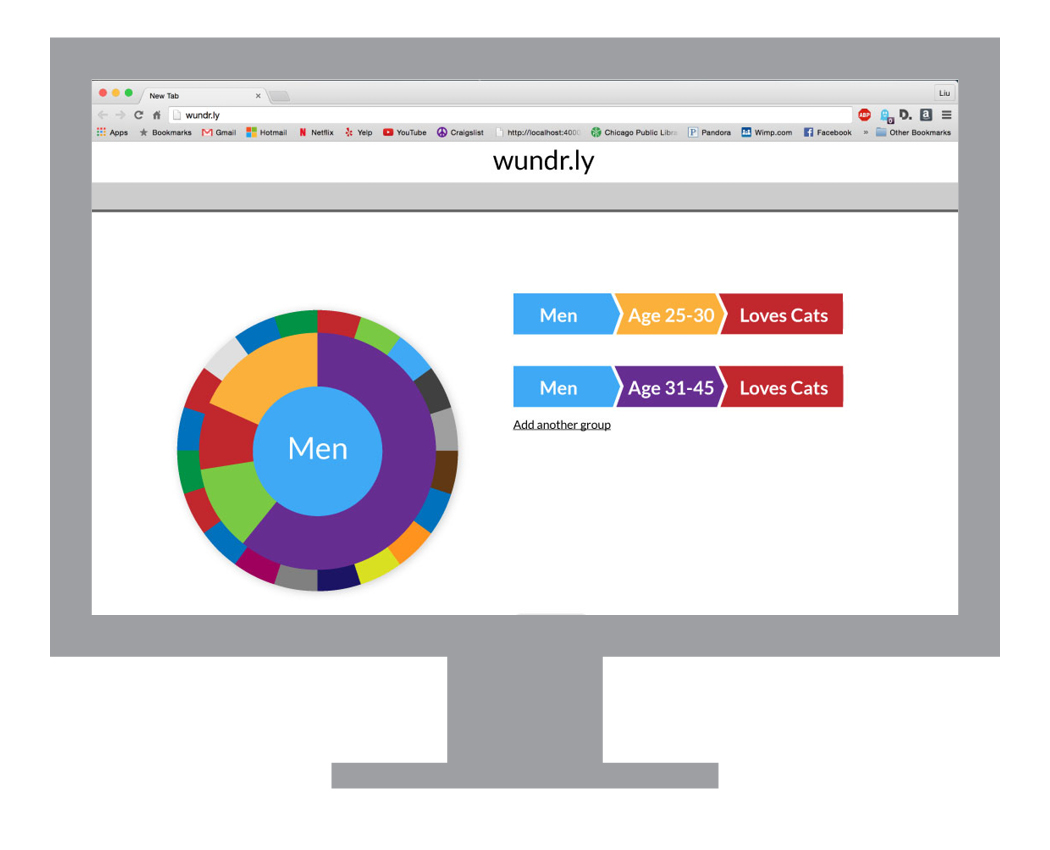 New Tab
Liu
wundr.ly
Apps Bookmarks Gmail Hotmail Netflix Yelp YouTube Craigslist http://localhost:4000 Chicago Public Libra Pandora Wimp.com Facebook » Other Bookmarks
wundr.ly
Men Age 25-30 Loves Cats
Men Age 31-45 Loves Cats
Add another group
Men